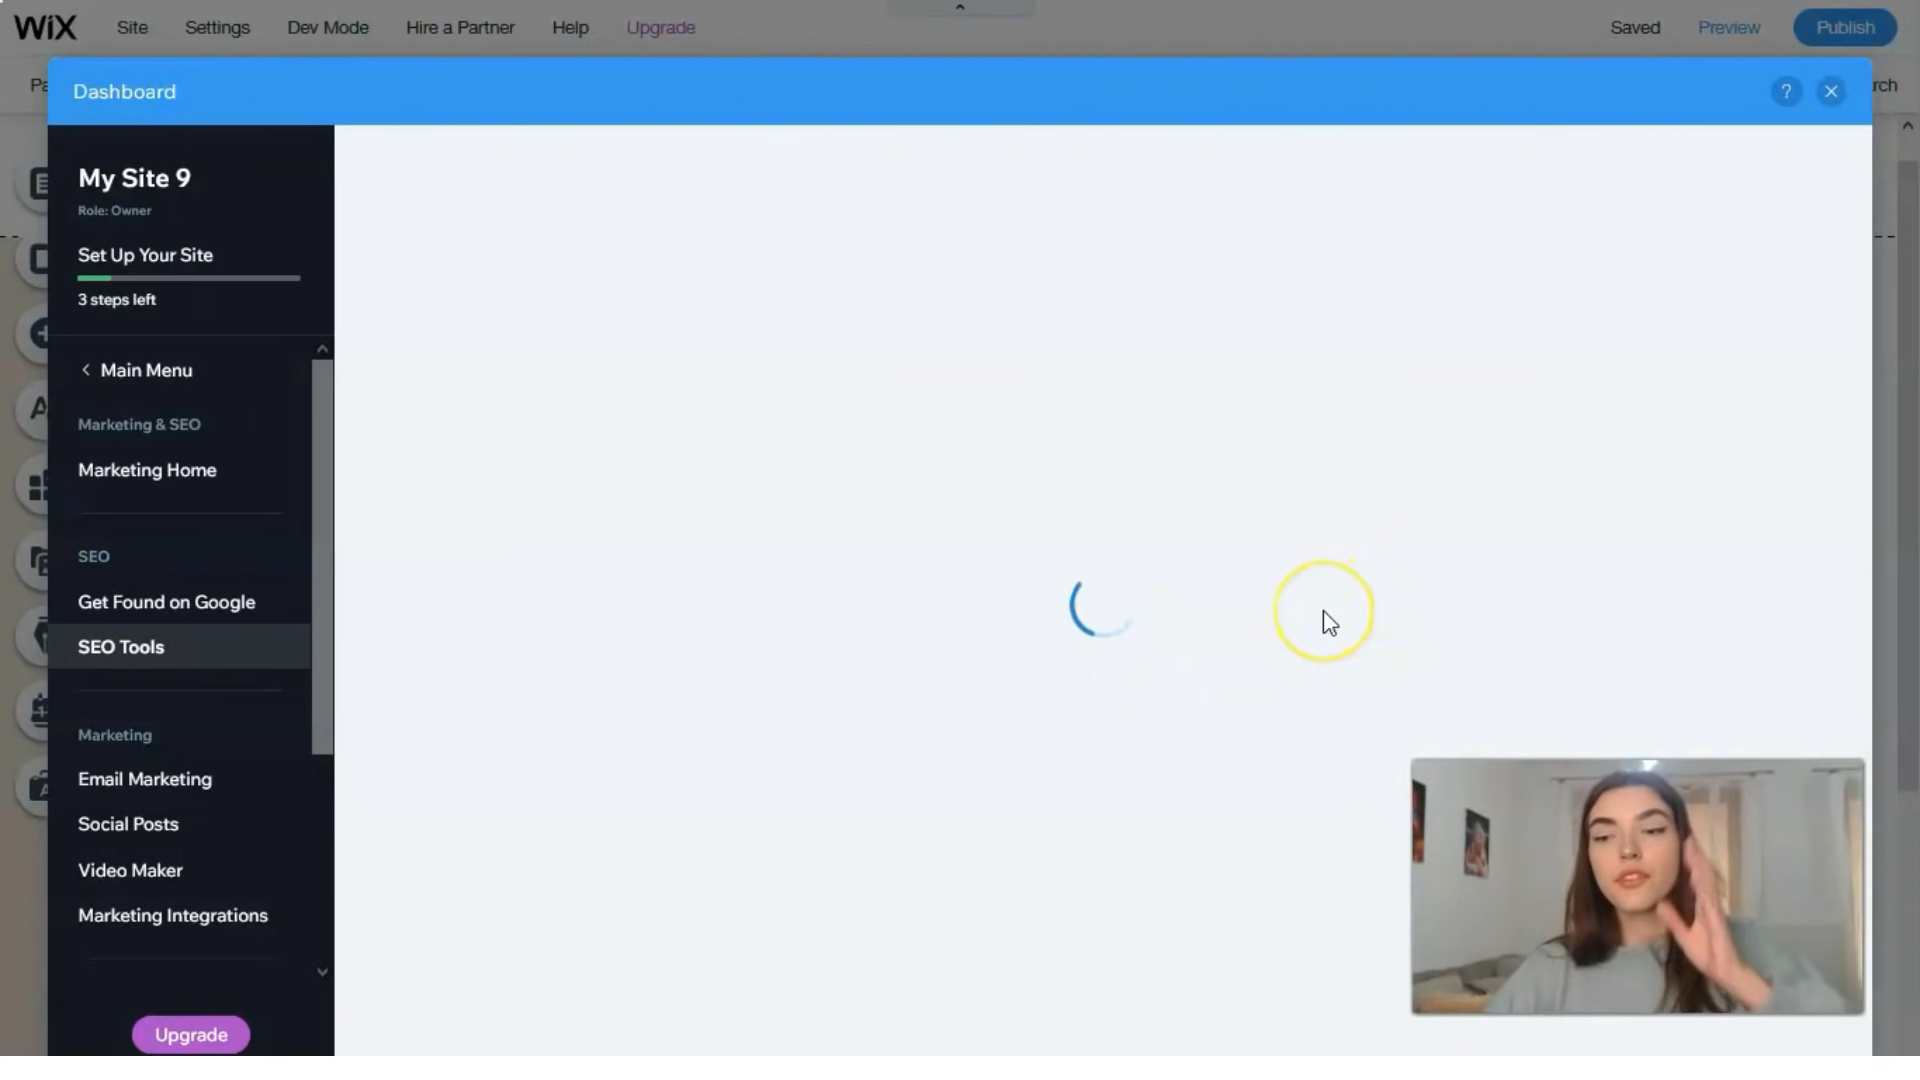 WiX Site Settings Dev Mode Hire a Partner Help Upgrade Saved Preview Publish
Dashboard ?
My Site 9
Role: Owner
Set Up Your Site
3 steps left
Main Menu
Marketing & SEO
Marketing Home
SEO
Get Found on Google
SEO Tools
Marketing
Email Marketing
Social Posts
Video Maker
Marketing Integrations
Upgrade